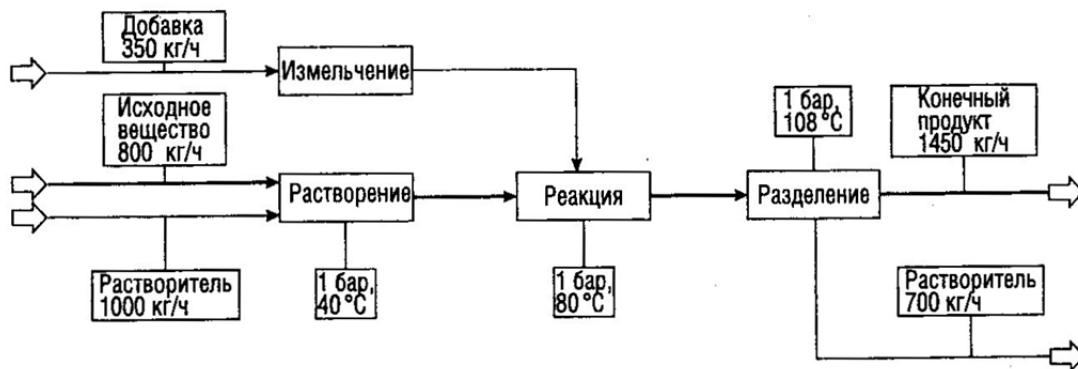 Добавка
350 кг/ч
Измельчение
Исходное
вещество
800 кг/ч
1 бар,
108 °С
Конечный
продукт
1450 кг/ч
Растворение
Реакция
Разделение
Растворитель
1000 кг/ч
1 бар,
40 °С
1 бар,
80 °С
Растворитель
700 кг/ч